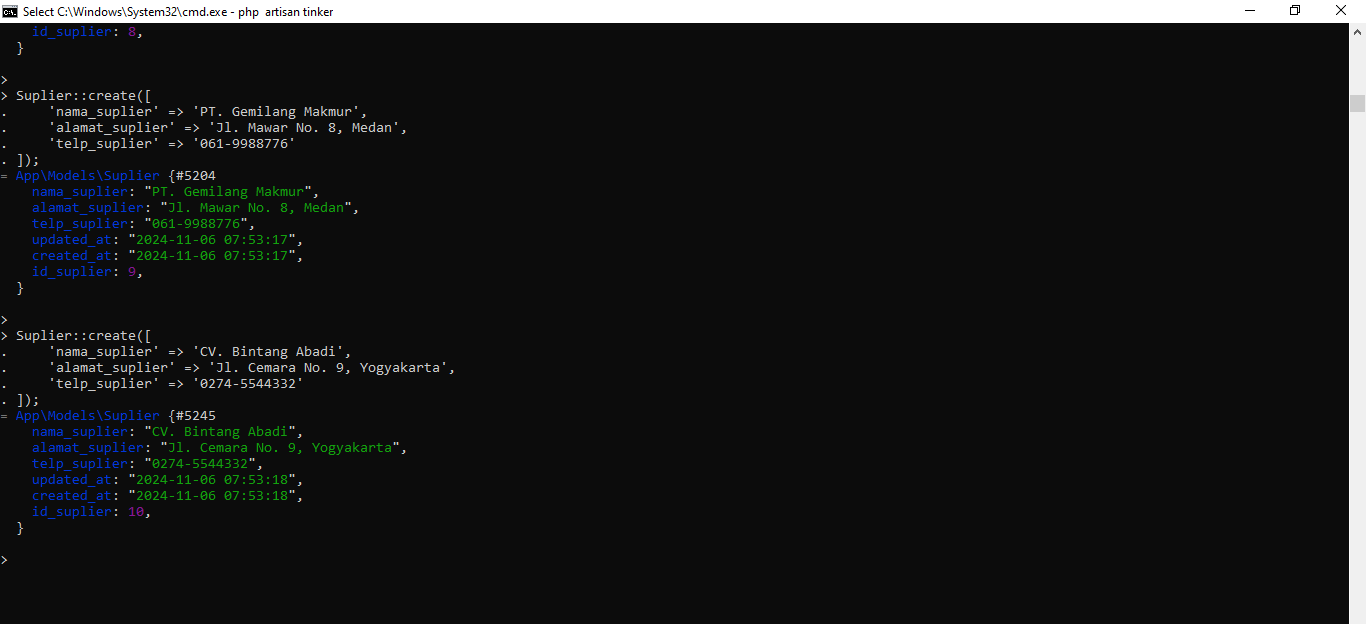 Select C:\Windows\System32\cmd.exe - php  artisan tinker
    id_suplier: 8,
  }

>
> Suplier::create([
.     'nama_suplier' => 'PT. Gemilang Makmur',
.     'alamat_suplier' => 'Jl. Mawar No. 8, Medan',
.     'telp_suplier' => '061-9988776'
. ]);
= App\Models\Suplier {#5204
    nama_suplier: "PT. Gemilang Makmur",
    alamat_suplier: "Jl. Mawar No. 8, Medan",
    telp_suplier: "061-9988776",
    updated_at: "2024-11-06 07:53:17",
    created_at: "2024-11-06 07:53:17",
    id_suplier: 9,
  }

>
> Suplier::create([
.     'nama_suplier' => 'CV. Bintang Abadi',
.     'alamat_suplier' => 'Jl. Cemara No. 9, Yogyakarta',
.     'telp_suplier' => '0274-5544332'
. ]);
= App\Models\Suplier {#5245
    nama_suplier: "CV. Bintang Abadi",
    alamat_suplier: "Jl. Cemara No. 9, Yogyakarta",
    telp_suplier: "0274-5544332",
    updated_at: "2024-11-06 07:53:18",
    created_at: "2024-11-06 07:53:18",
    id_suplier: 10,
  }

>